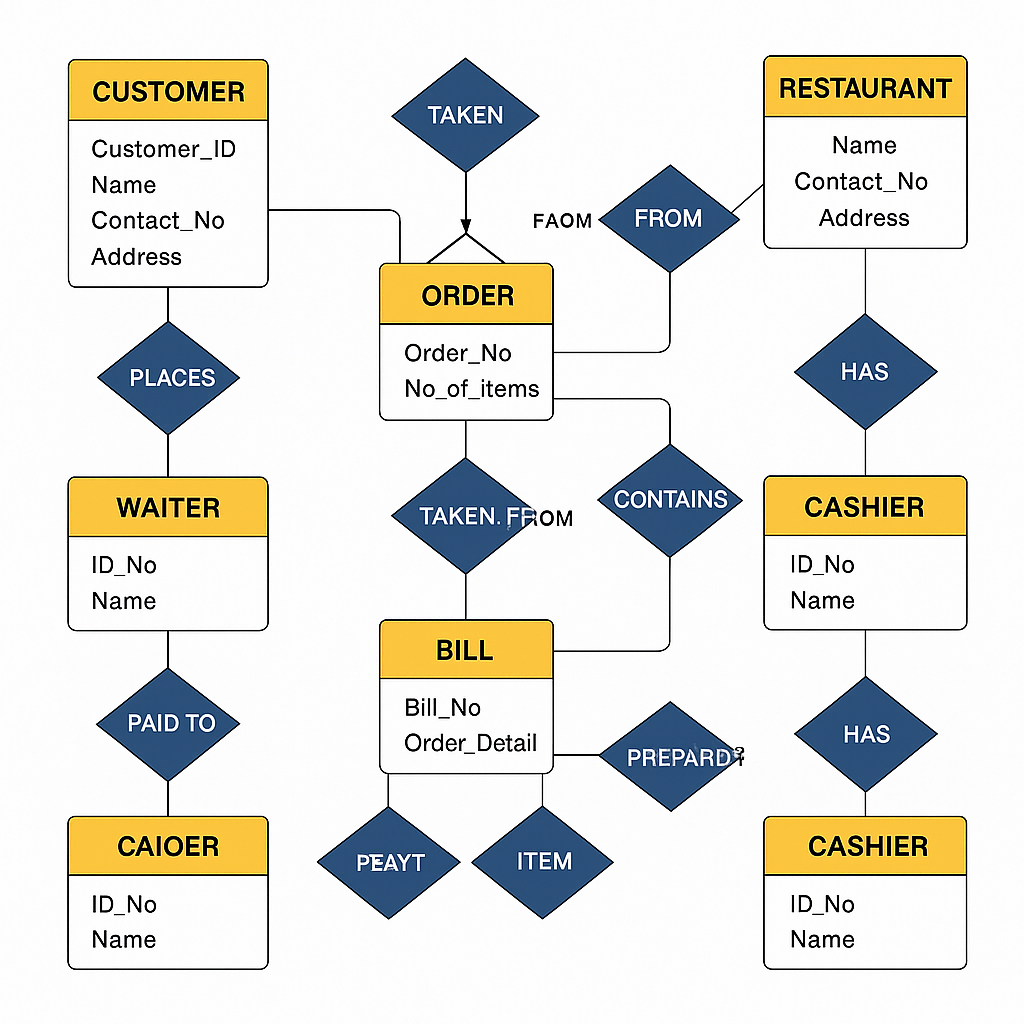 CUSTOMER
Customer_ID
Name
Contact_No
Address
TAKEN
RESTAURANT
Name
Contact_No
Address
FAOM
FROM
ORDER
Order_No
No_of_items
PLACES
HAS
WAITER
ID_No
Name
TAKEN. FROM
CONTAINS
CASHIER
ID_No
Name
BILL
Bill_No
Order_Detail
PAID TO
PREPARD
HAS
CAIOER
ID_No
Name
PEAYT
ITEM
CASHIER
ID_No
Name